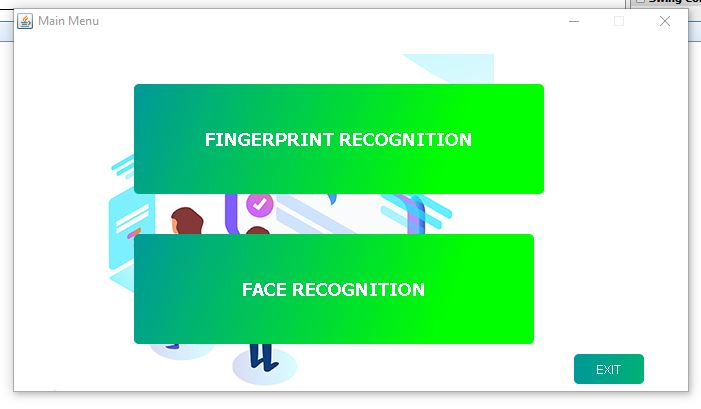 Main Menu
FINGERPRINT RECOGNITION
FACE RECOGNITION
EXIT